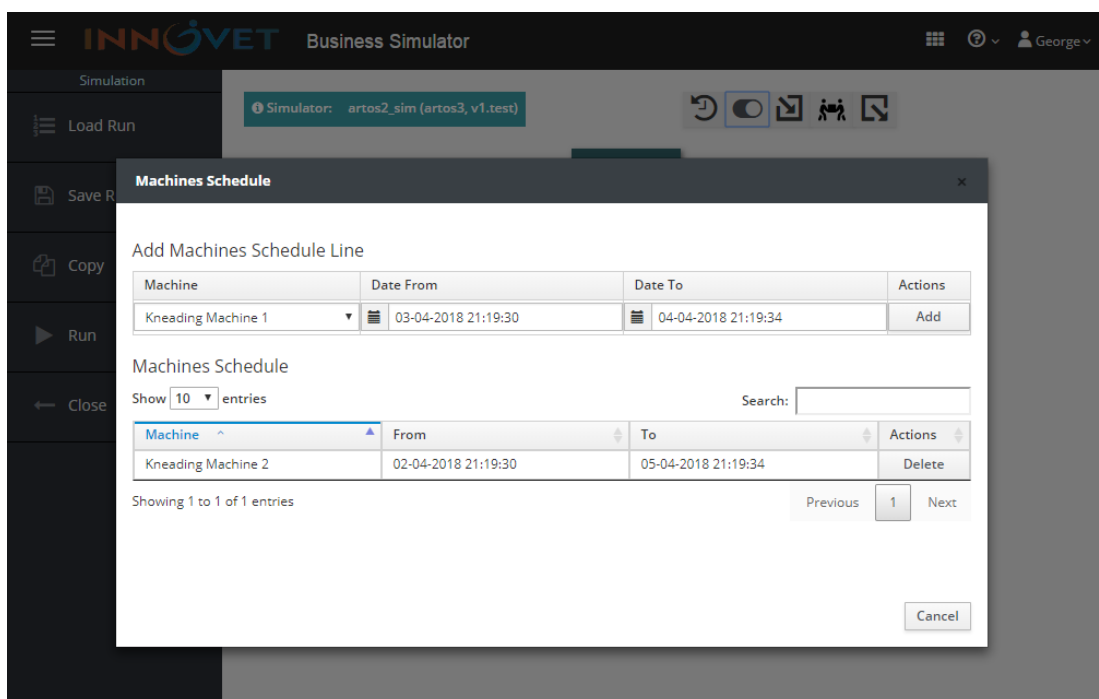 INNOVET Business Simulator George
Simulation
Simulator: artos2_sim (artos3, v1.test)
Load Run
Save R
Copy
Run
Close
Machines Schedule
Add Machines Schedule Line
Machine Date From Date To Actions
Kneading Machine 1 03-04-2018 21:19:30 04-04-2018 21:19:34 Add
Machines Schedule
Show 10 entries Search:
Machine From To Actions
Kneading Machine 2 02-04-2018 21:19:30 05-04-2018 21:19:34 Delete
Showing 1 to 1 of 1 entries Previous 1 Next
Cancel